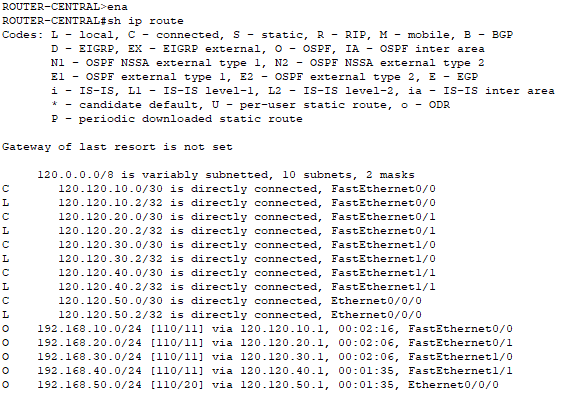 ROUTER-CENTRAL>ena
ROUTER-CENTRAL#sh ip route
Codes: L - local, C - connected, S - static, R - RIP, M - mobile, B - BGP
D - EIGRP, EX - EIGRP external, O - OSPF, IA - OSPF inter area
N1 - OSPF NSSA external type 1, N2 - OSPF NSSA external type 2
E1 - OSPF external type 1, E2 - OSPF external type 2, E - EGP
i - IS-IS, L1 - IS-IS level-1, L2 - IS-IS level-2, ia - IS-IS inter area
* - candidate default, U - per-user static route, o - ODR
P - periodic downloaded static route
Gateway of last resort is not set
120.0.0.0/8 is variably subnetted, 10 subnets, 2 masks
C 120.120.10.0/30 is directly connected, FastEthernet0/0
L 120.120.10.2/32 is directly connected, FastEthernet0/0
C 120.120.20.0/30 is directly connected, FastEthernet0/1
L 120.120.20.2/32 is directly connected, FastEthernet0/1
C 120.120.30.0/30 is directly connected, FastEthernet1/0
L 120.120.30.2/32 is directly connected, FastEthernet1/0
C 120.120.40.0/30 is directly connected, FastEthernet1/1
L 120.120.40.2/32 is directly connected, FastEthernet1/1
C 120.120.50.0/30 is directly connected, Ethernet0/0/0
L 120.120.50.2/32 is directly connected, Ethernet0/0/0
O 192.168.10.0/24 [110/11] via 120.120.10.1, 00:02:16, FastEthernet0/0
O 192.168.20.0/24 [110/11] via 120.120.20.1, 00:02:06, FastEthernet0/1
O 192.168.30.0/24 [110/11] via 120.120.30.1, 00:02:06, FastEthernet1/0
O 192.168.40.0/24 [110/11] via 120.120.40.1, 00:01:35, FastEthernet1/1
O 192.168.50.0/24 [110/20] via 120.120.50.1, 00:01:35, Ethernet0/0/0